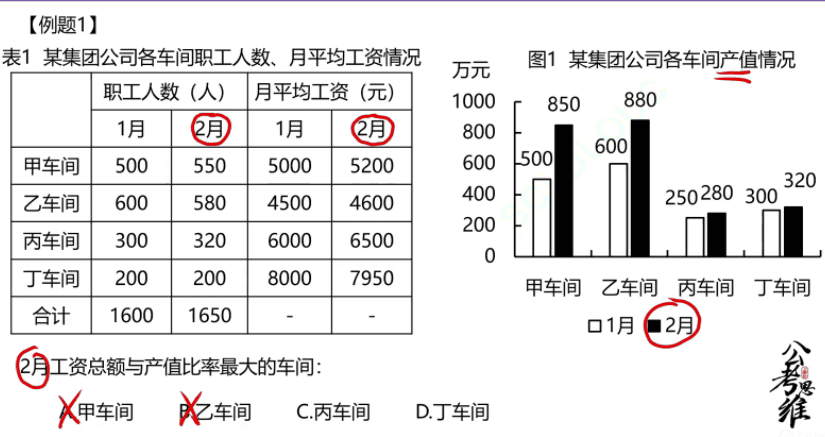 【例题1】
表1 某集团公司各车间职工人数、月平均工资情况
职工人数（人） 月平均工资（元）
1月 2月 1月 2月
甲车间 500 550 5000 5200
乙车间 600 580 4500 4600
丙车间 300 320 6000 6500
丁车间 200 200 8000 7950
合计 1600 1650 - -
图1 某集团公司各车间产值情况
万元
1000
800
600
400
200
0
500 850
600 880
250 280
300 320
甲车间 乙车间 丙车间 丁车间
1月 2月
2月工资总额与产值比率最大的车间：
A.甲车间 B.乙车间 C.丙车间 D.丁车间
公考思维